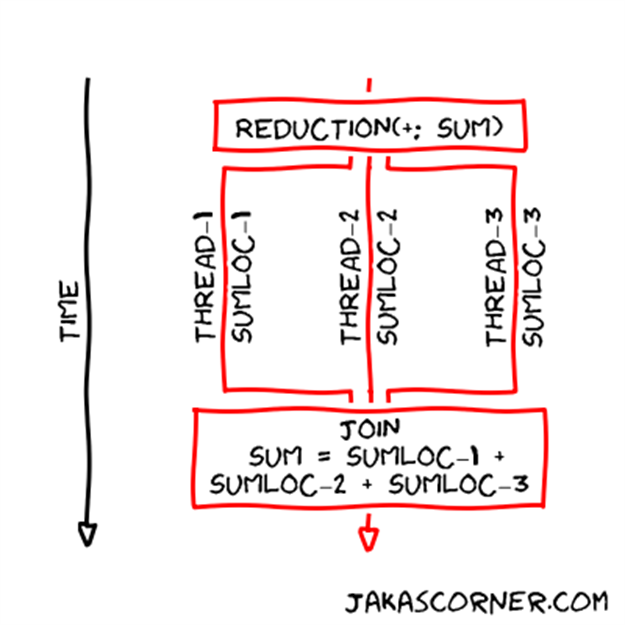 REDUCTION(+: SUM)
TIME
THREAD-1
SUMLOC-1
THREAD-2
SUMLOC-2
THREAD-3
SUMLOC-3
JOIN
SUM = SUMLOC-1 +
SUMLOC-2 + SUMLOC-3
JAKASCORNER.COM